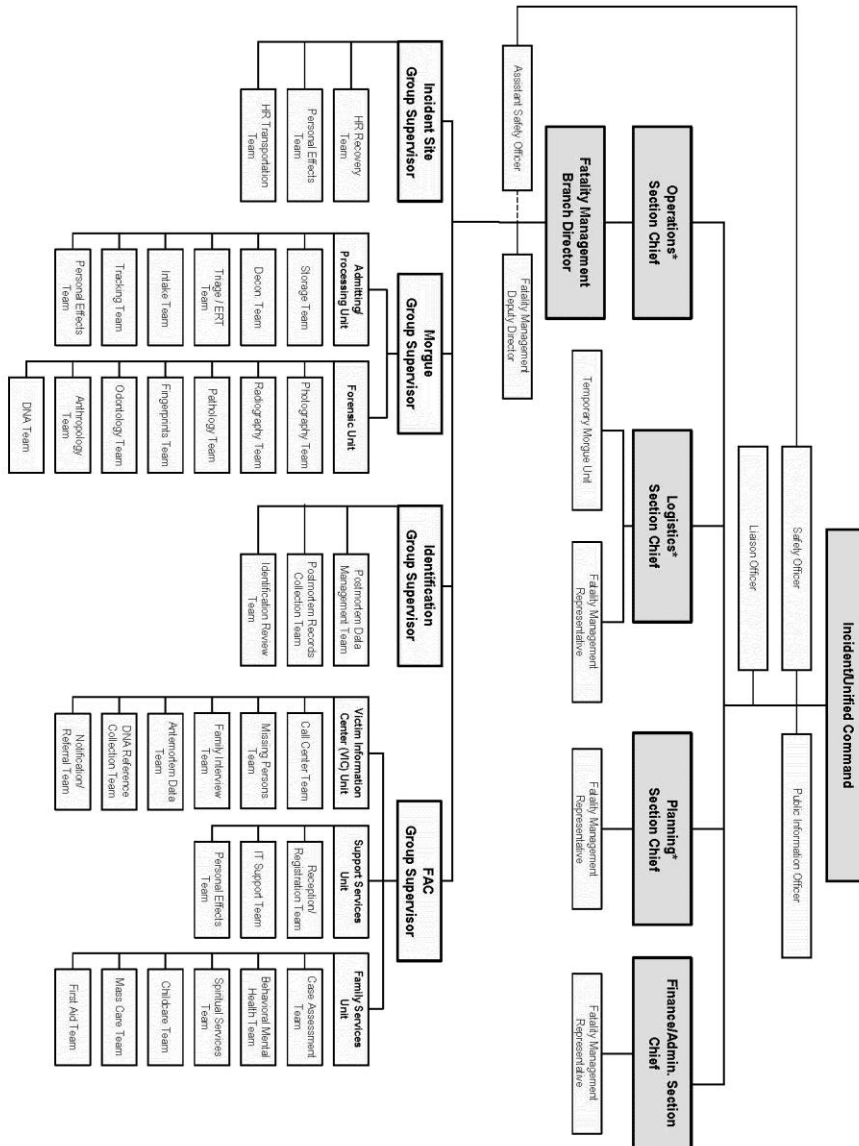 Incident/Unified Command
Safety Officer
Public Information Officer
Liaison Officer
Operations*
Section Chief
Logistics*
Section Chief
Planning*
Section Chief
Finance/Admin. Section
Chief
Fatality Management
Branch Director
Temporary Morgue Unit
Fatality Management
Representative
Fatality Management
Representative
Fatality Management
Representative
Assistant Safety Officer
Fatality Management
Deputy Director
Incident Site
Group Supervisor
HR Recovery
Team
Personal Effects
Team
HR Transportation
Team
Morgue
Group Supervisor
Admitting/
Processing Unit
Storage Team
Decon. Team
Triage / ERT
Team
Intake Team
Tracking Team
Personal Effects
Team
Forensic Unit
Photography Team
Radiography Team
Pathology Team
Fingerprints Team
Odontology Team
Anthropology
Team
DNA Team
Identification
Group Supervisor
Postmortem Data
Management Team
Postmortem Records
Collection Team
Identification Review
Team
FAC
Group Supervisor
Victim Information
Center (VIC) Unit
Call Center Team
Missing Persons
Team
Family Interview
Team
Antemortem Data
Team
DNA Reference
Collection Team
Notification/
Referral Team
Support Services
Unit
Reception/
Registration Team
IT Support Team
Personal Effects
Team
Family Services
Unit
Case Assessment
Team
Behavioral Mental
Health Team
Spiritual Services
Team
Childcare Team
Mass Care Team
First Aid Team